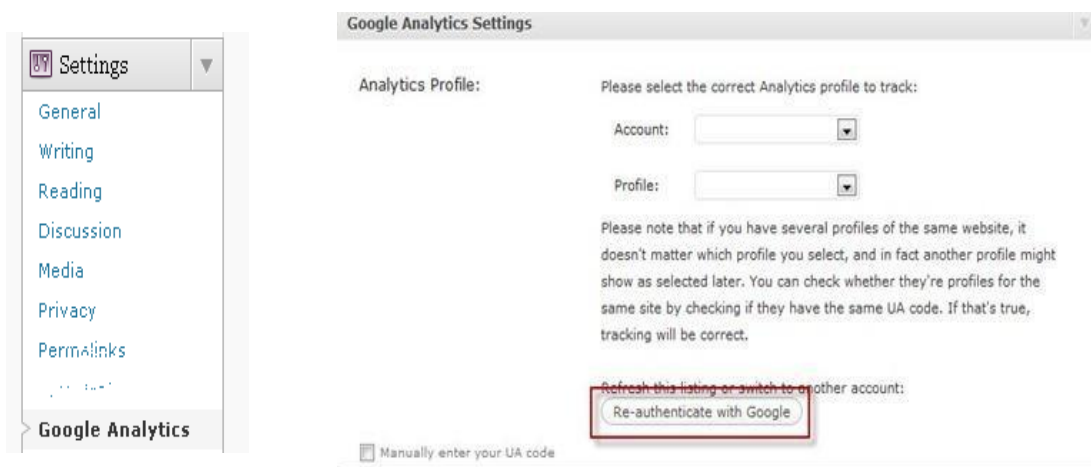 Settings
General
Writing
Reading
Discussion
Media
Privacy
Permalinks
Google Analytics
Google Analytics Settings
Analytics Profile:
Please select the correct Analytics profile to track:
Account:
Profile:
Please note that if you have several profiles of the same website, it
doesn't matter which profile you select, and in fact another profile might
show as selected later. You can check whether they're profiles for the
same site by checking if they have the same UA code. If that's true,
tracking will be correct.
Refresh this listing or switch to another account:
Re-authenticate with Google
Manually enter your UA code